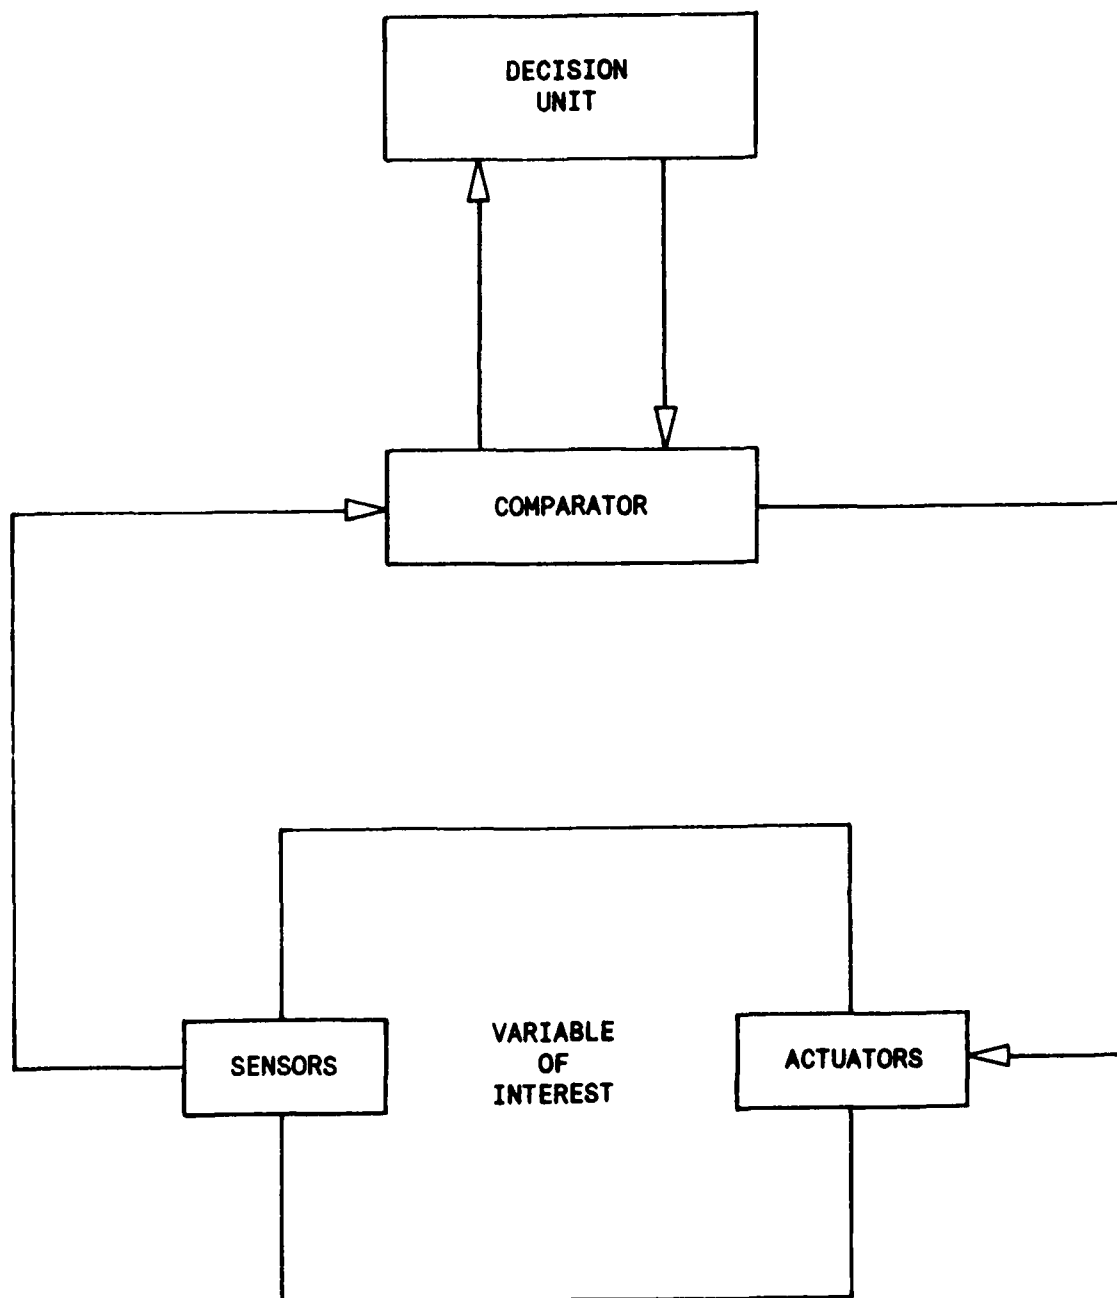 DECISION
UNIT
COMPARATOR
SENSORS
VARIABLE
OF
INTEREST
ACTUATORS